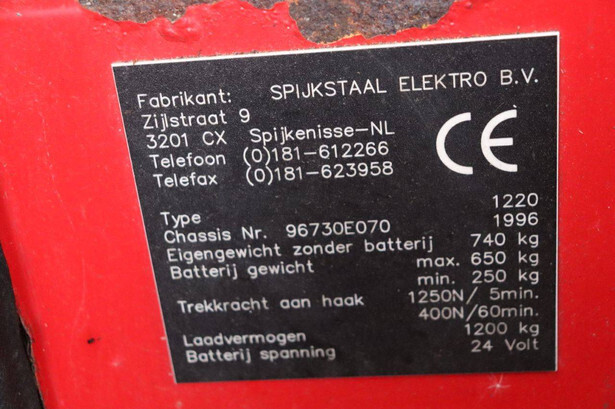 Fabrikant: SPIJKSTAAL ELEKTRO B.V.
Zijlstraat 9
3201 CX Spijkenisse-NL
Telefoon (0)181-612266
Telefax (0)181-623958
CE
Type 1220
Chassis Nr. 96730E070 1996
Eigengewicht zonder batterij 740 kg
Batterij gewicht max. 650 kg
min. 250 kg
Trekkracht aan haak 1250N/ 5min.
400N/60min.
Laadvermogen 1200 kg
Batterij spanning 24 Volt